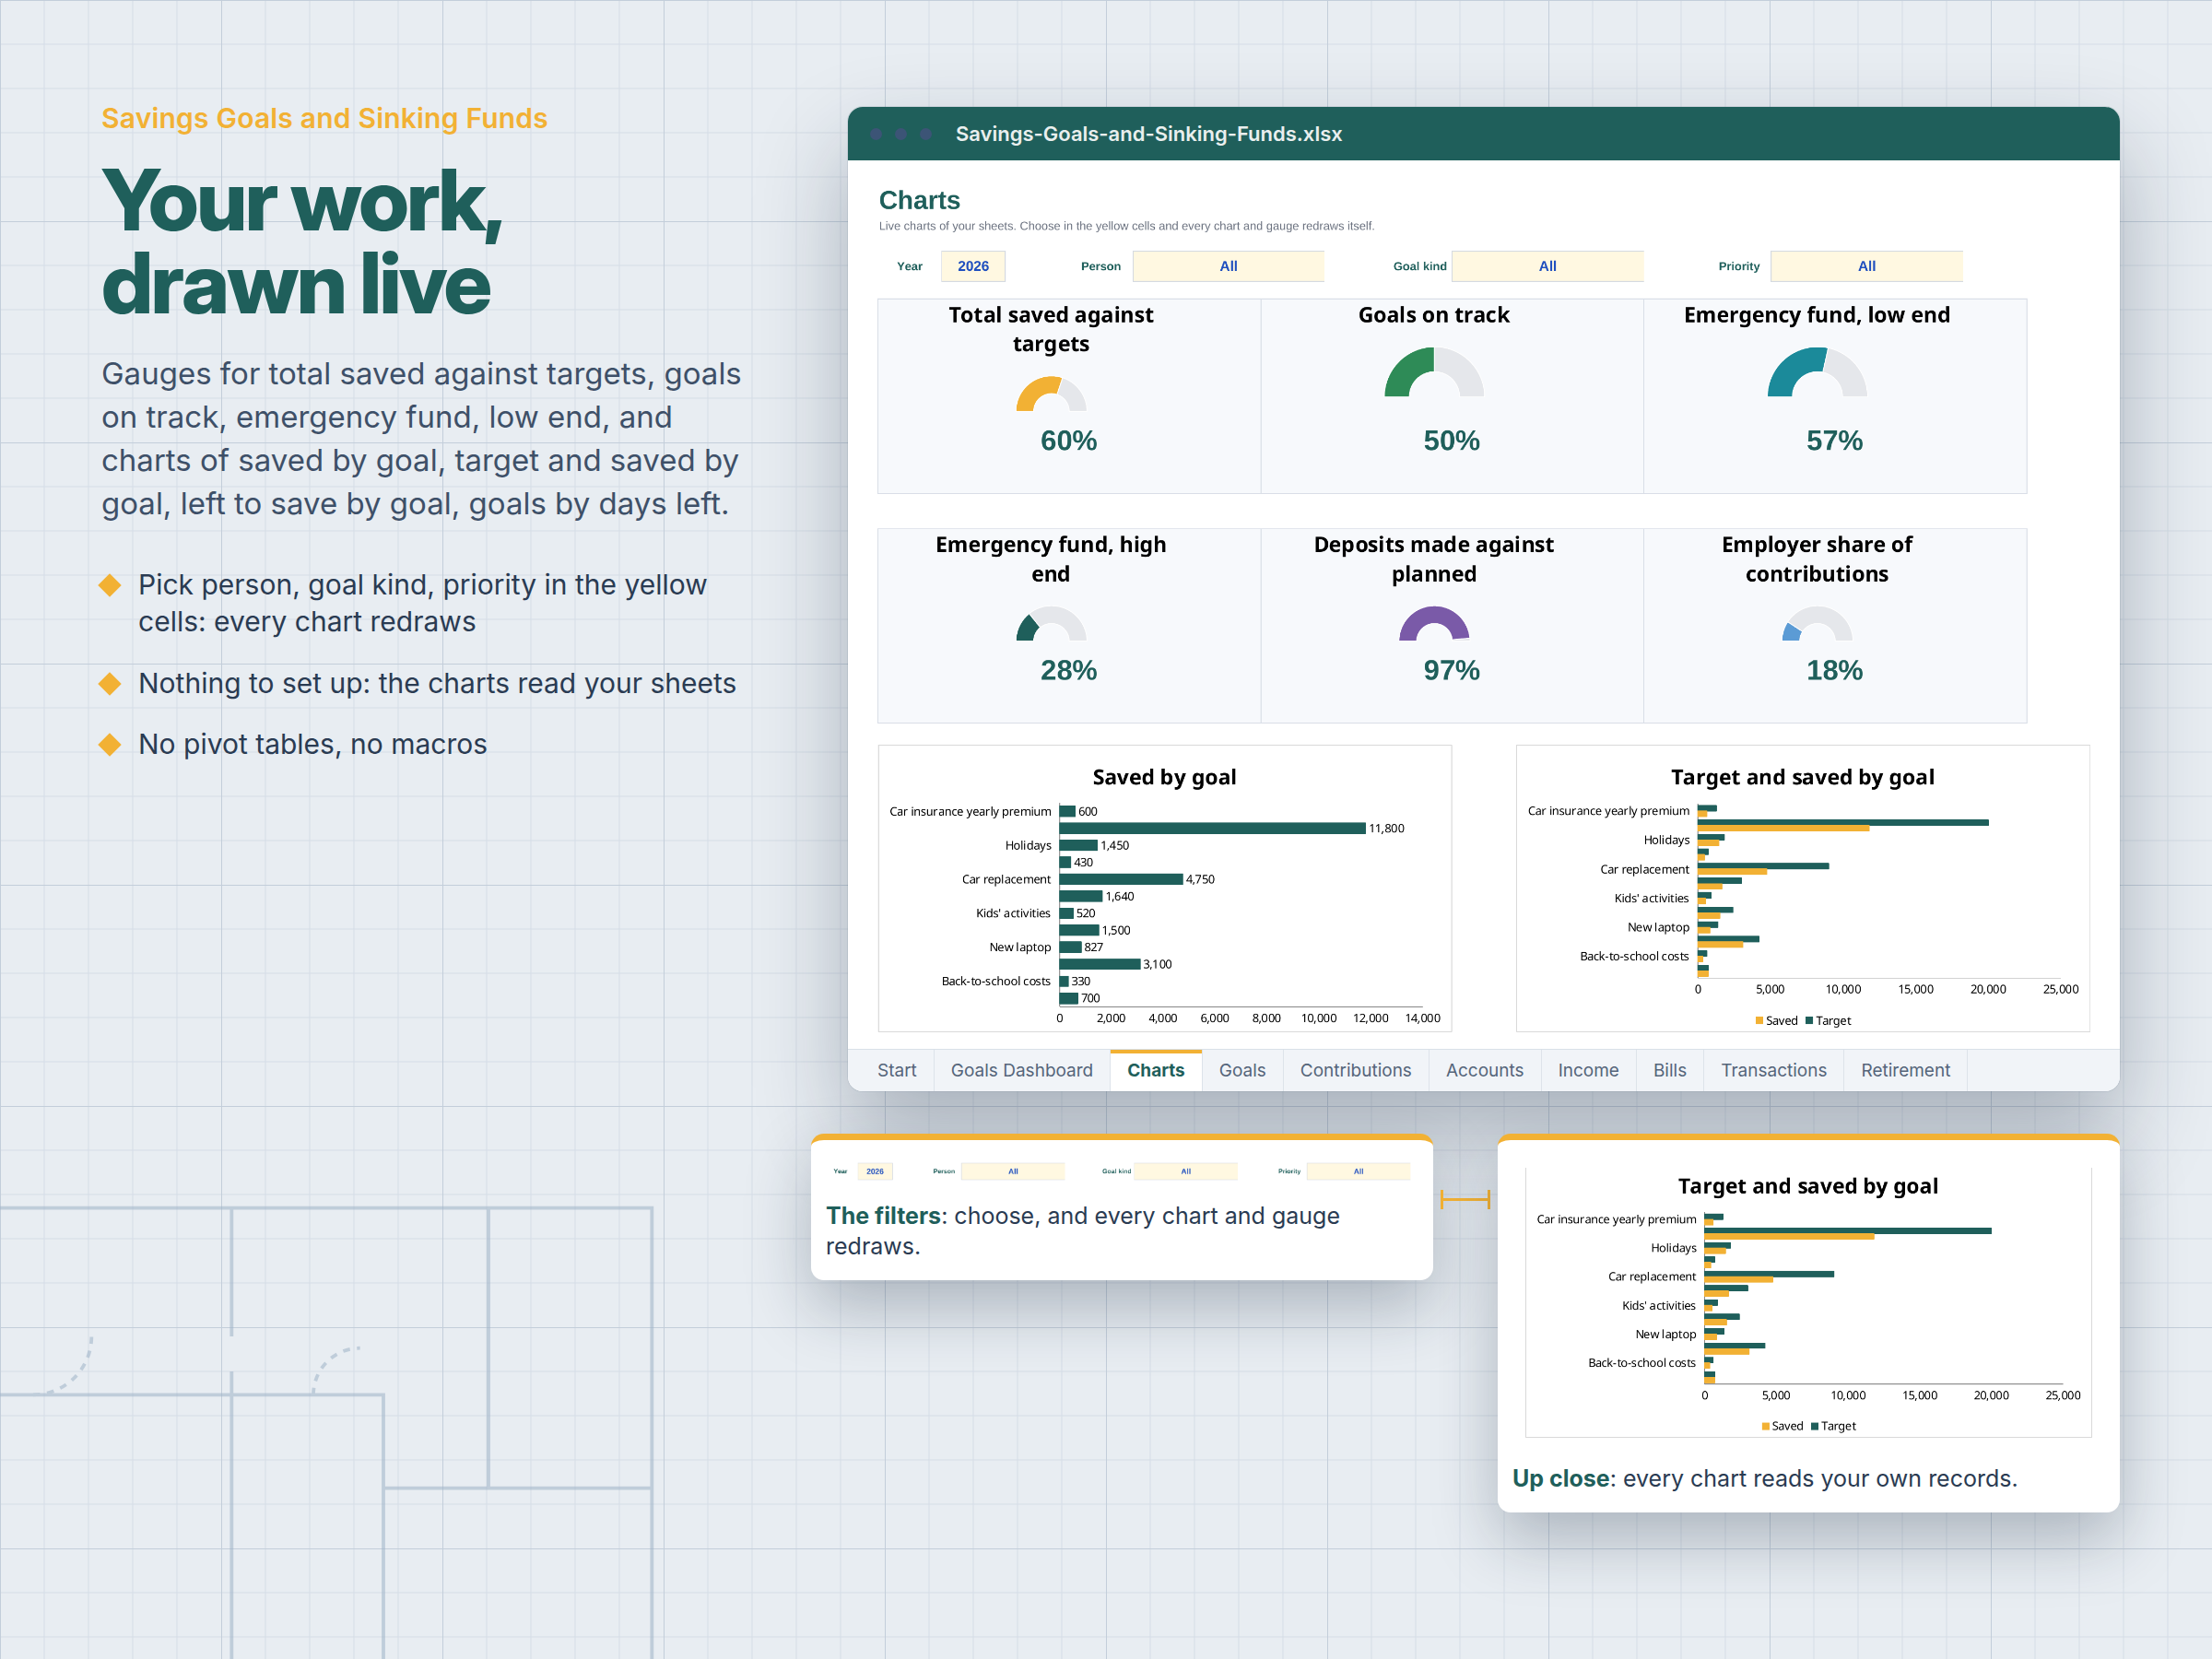 Savings Goals and Sinking Funds
Your work,
drawn live
Gauges for total saved against targets, goals
on track, emergency fund, low end, and
charts of saved by goal, target and saved by
goal, left to save by goal, goals by days left.
Pick person, goal kind, priority in the yellow
cells: every chart redraws
Nothing to set up: the charts read your sheets
No pivot tables, no macros
Savings-Goals-and-Sinking-Funds.xlsx
Charts
Live charts of your sheets. Choose in the yellow cells and every chart and gauge redraws itself.
Year 2026 Person All Goal kind All Priority All
Total saved against
targets
60%
Goals on track
50%
Emergency fund, low end
57%
Emergency fund, high
end
28%
Deposits made against
planned
97%
Employer share of
contributions
18%
Saved by goal
Car insurance yearly premium 600
11,800
Holidays 1,450
430
Car replacement 4,750
1,640
Kids' activities 520
1,500
New laptop 827
3,100
Back-to-school costs 330
700
0 2,000 4,000 6,000 8,000 10,000 12,000 14,000
Target and saved by goal
Car insurance yearly premium
Holidays
Car replacement
Kids' activities
New laptop
Back-to-school costs
0 5,000 10,000 15,000 20,000 25,000
Saved Target
Start Goals Dashboard Charts Goals Contributions Accounts Income Bills Transactions Retirement
Year 2026 Person All Goal kind All Priority All
The filters: choose, and every chart and gauge
redraws.
Target and saved by goal
Car insurance yearly premium
Holidays
Car replacement
Kids' activities
New laptop
Back-to-school costs
0 5,000 10,000 15,000 20,000 25,000
Saved Target
Up close: every chart reads your own records.